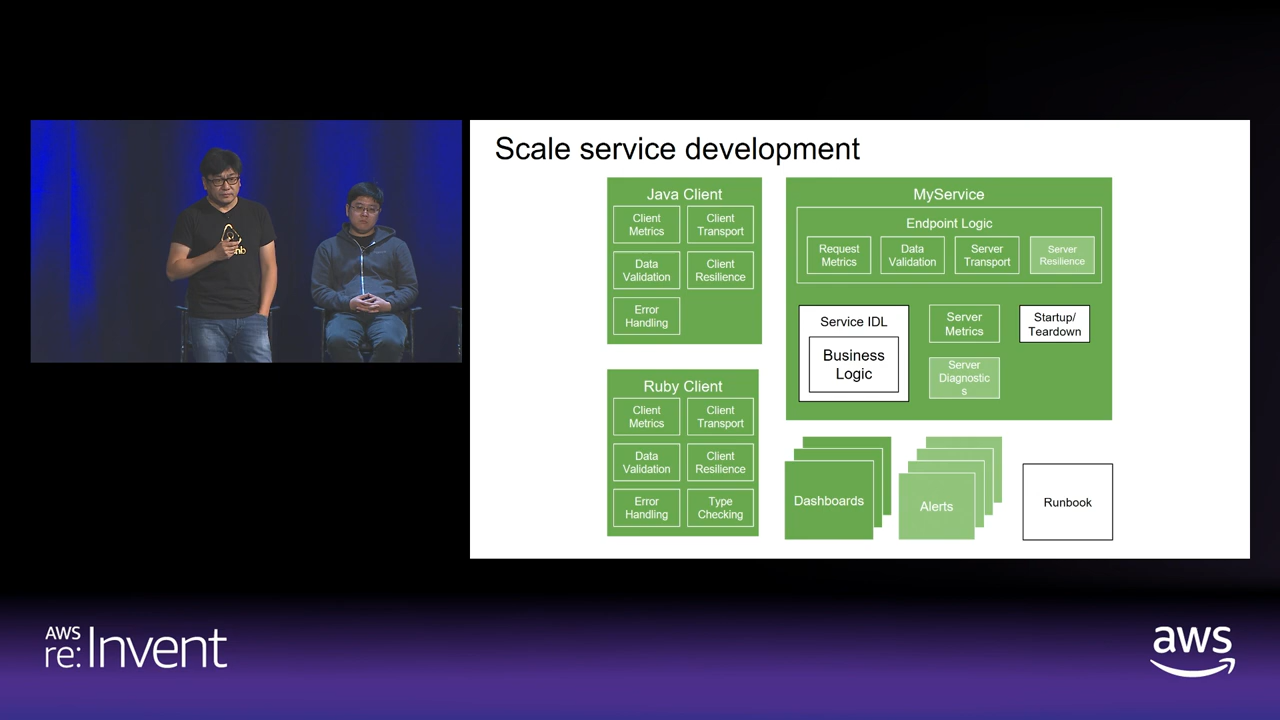 Scale service development
Java Client
Client
Metrics
Client
Transport
Data
Validation
Client
Resilience
Error
Handling
MyService
Endpoint Logic
Request
Metrics
Data
Validation
Server
Transport
Server
Resilience
Service IDL
Business
Logic
Server
Metrics
Startup/
Teardown
Server
Diagnostic
s
Ruby Client
Client
Metrics
Client
Transport
Data
Validation
Client
Resilience
Error
Handling
Type
Checking
Dashboards
Alerts
Runbook
AWS
re:Invent
aws